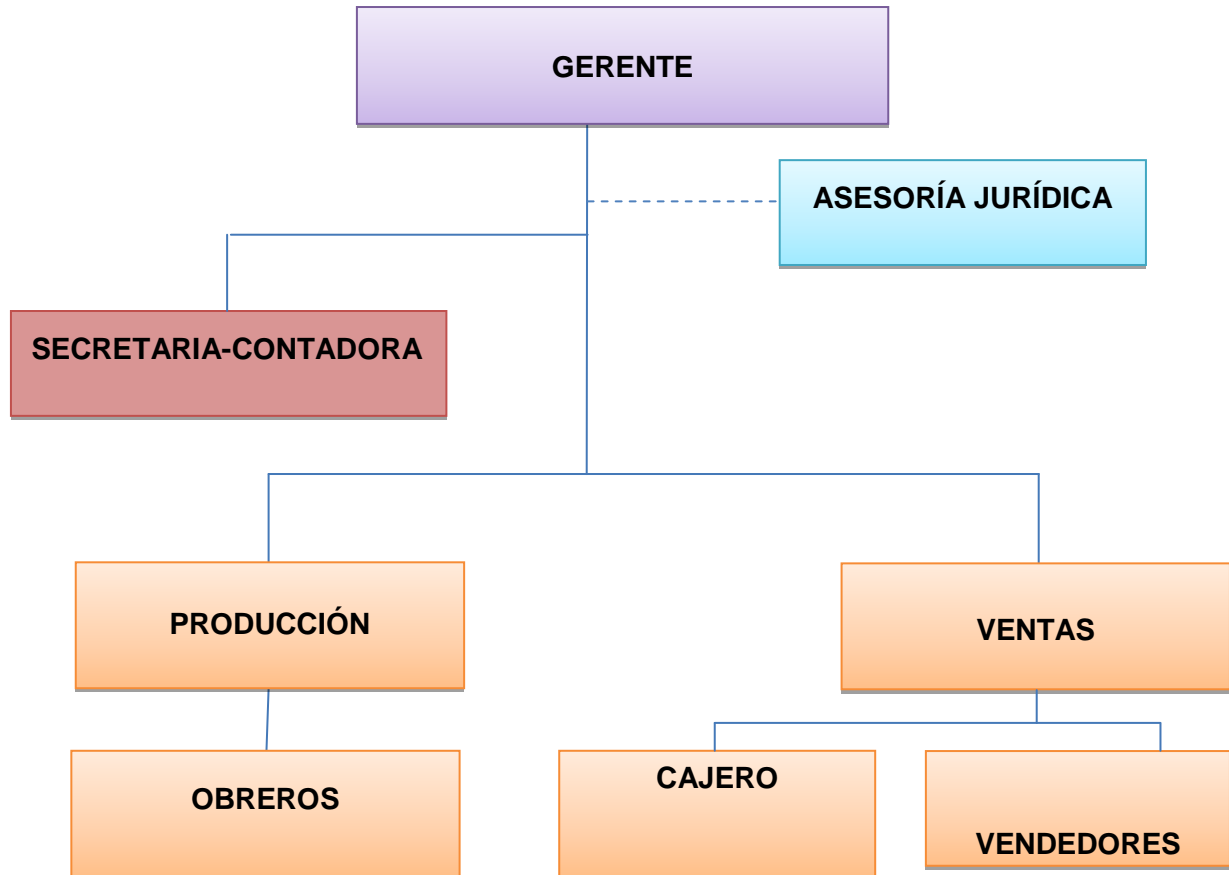 GERENTE
ASESORÍA JURÍDICA
SECRETARIA-CONTADORA
PRODUCCIÓN
VENTAS
OBREROS
CAJERO
VENDEDORES